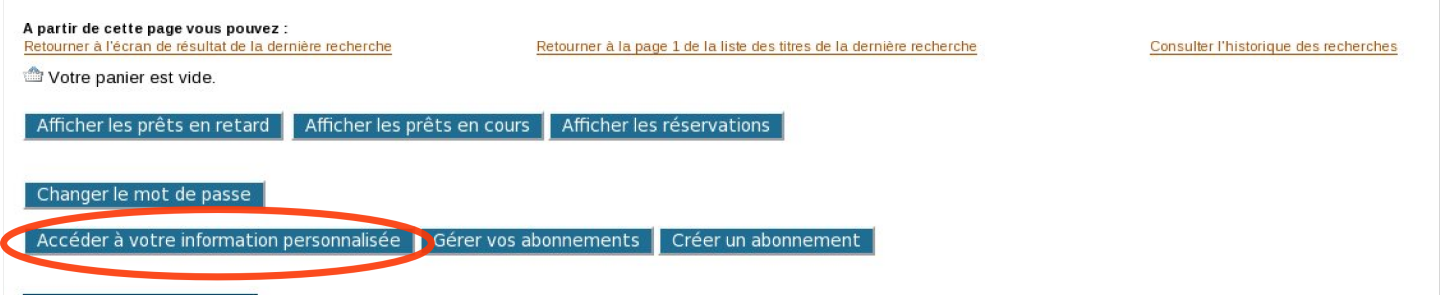 A partir de cette page vous pouvez :
Retourner à l'écran de résultat de la dernière recherche Retourner à la page 1 de la liste des titres de la dernière recherche Consulter l'historique des recherches
Votre panier est vide.
Afficher les prêts en retard Afficher les prêts en cours Afficher les réservations
Changer le mot de passe
Accéder à votre information personnalisée Gérer vos abonnements Créer un abonnement